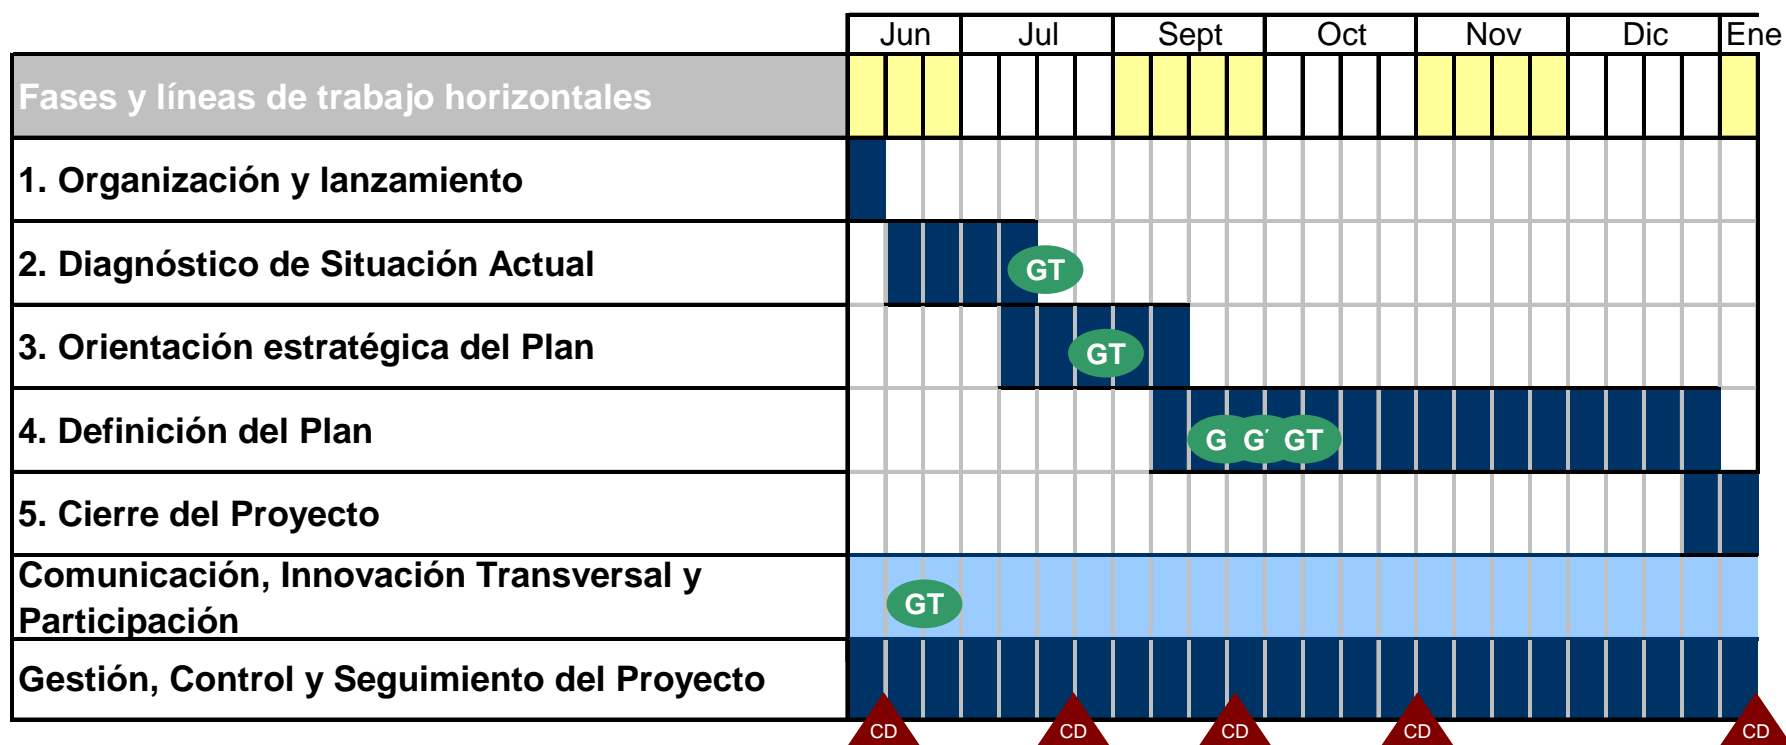 Jun Jul Sept Oct Nov Dic Ene
Fases y líneas de trabajo horizontales
1. Organización y lanzamiento
2. Diagnóstico de Situación Actual
GT
3. Orientación estratégica del Plan
GT
4. Definición del Plan
G G GT
5. Cierre del Proyecto
Comunicación, Innovación Transversal y
Participación
GT
Gestión, Control y Seguimiento del Proyecto
CD CD CD CD CD